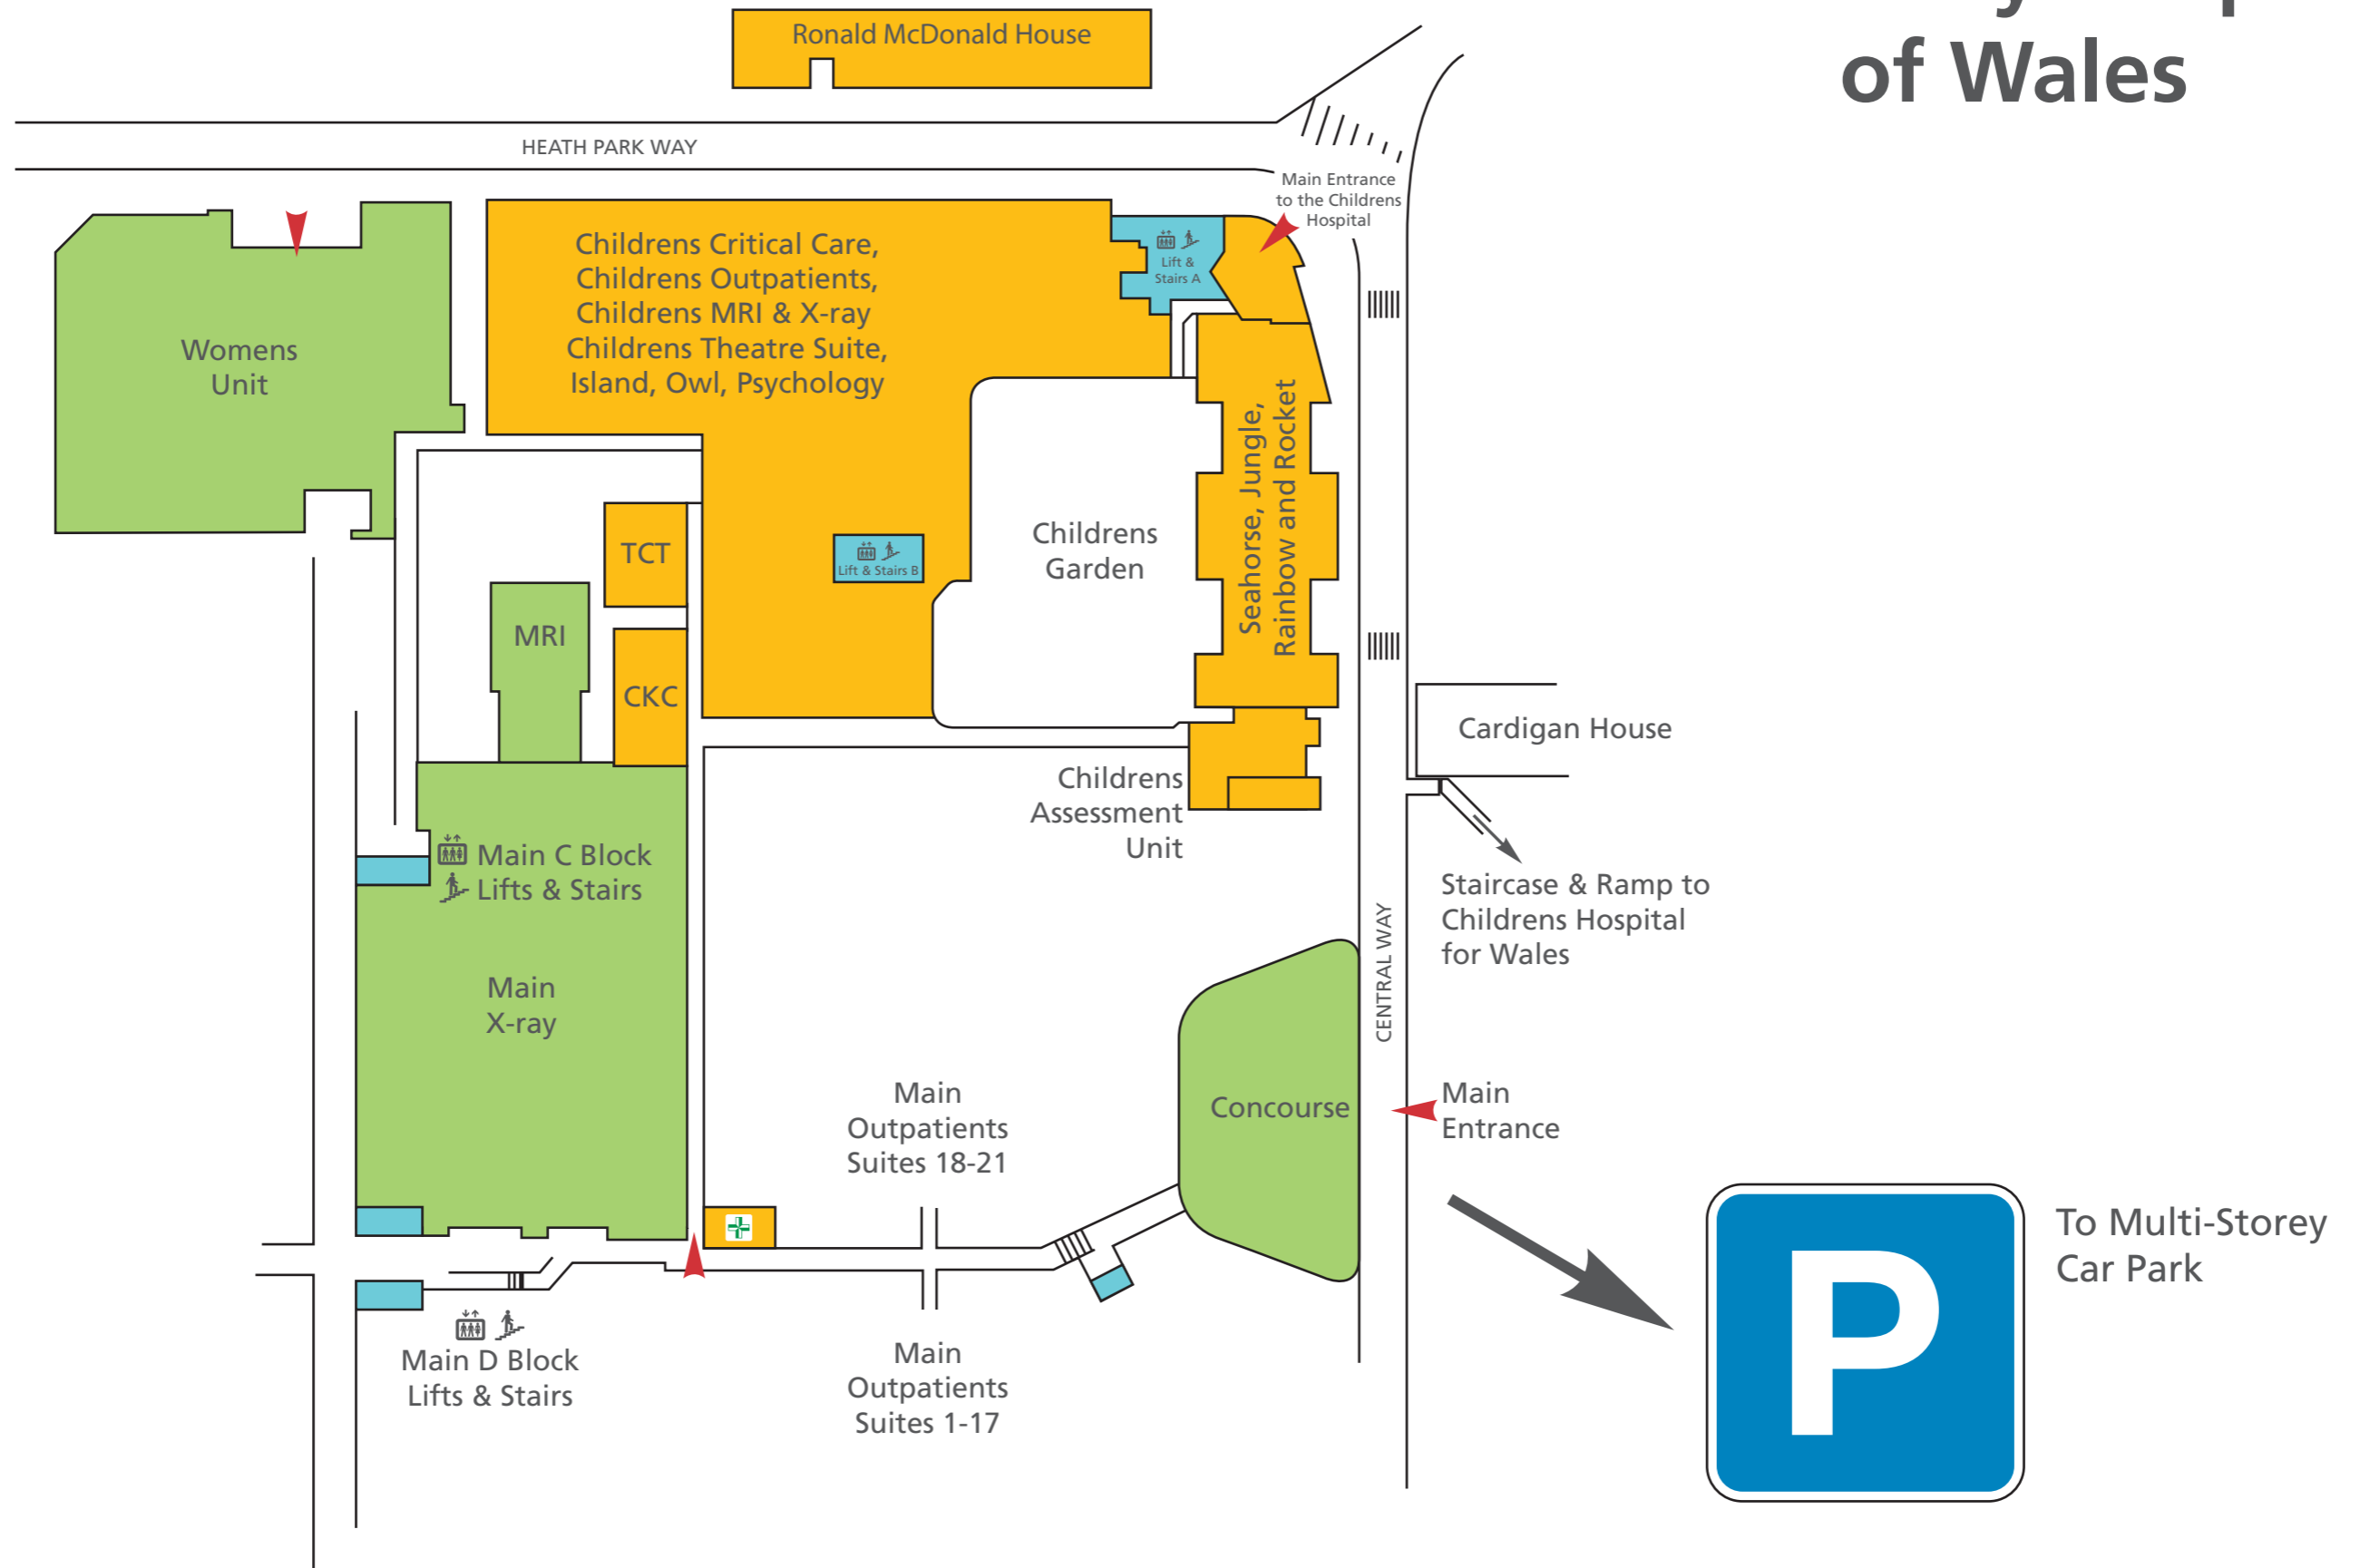 of Wales
Ronald McDonald House
HEATH PARK WAY
Main Entrance
to the Childrens
Hospital
Childrens Critical Care,
Childrens Outpatients,
Childrens MRI & X-ray
Childrens Theatre Suite,
Island, Owl, Psychology
Lift &
Stairs A
Womens
Unit
Seahorse, Jungle,
Rainbow and Rocket
Childrens
Garden
TCT
Lift & Stairs B
MRI
CKC
Cardigan House
Childrens
Assessment
Unit
Main C Block
Lifts & Stairs
Staircase & Ramp to
Childrens Hospital
for Wales
CENTRAL WAY
Main
X-ray
Main
Outpatients
Suites 18-21
Concourse
Main
Entrance
To Multi-Storey
Car Park
P
Main D Block
Lifts & Stairs
Main
Outpatients
Suites 1-17